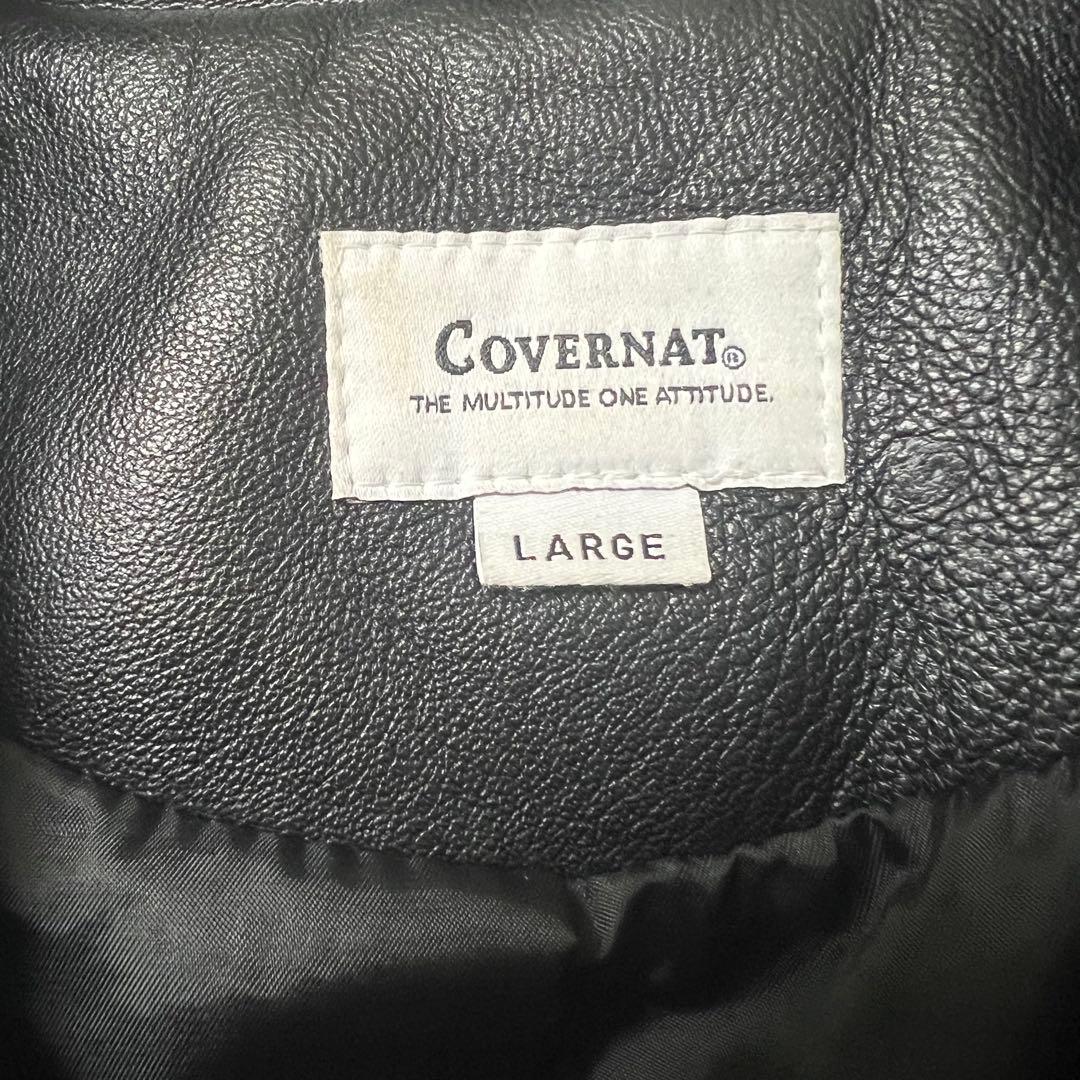 COVERNAT®
THE MULTITUDE ONE ATTITUDE.
LARGE